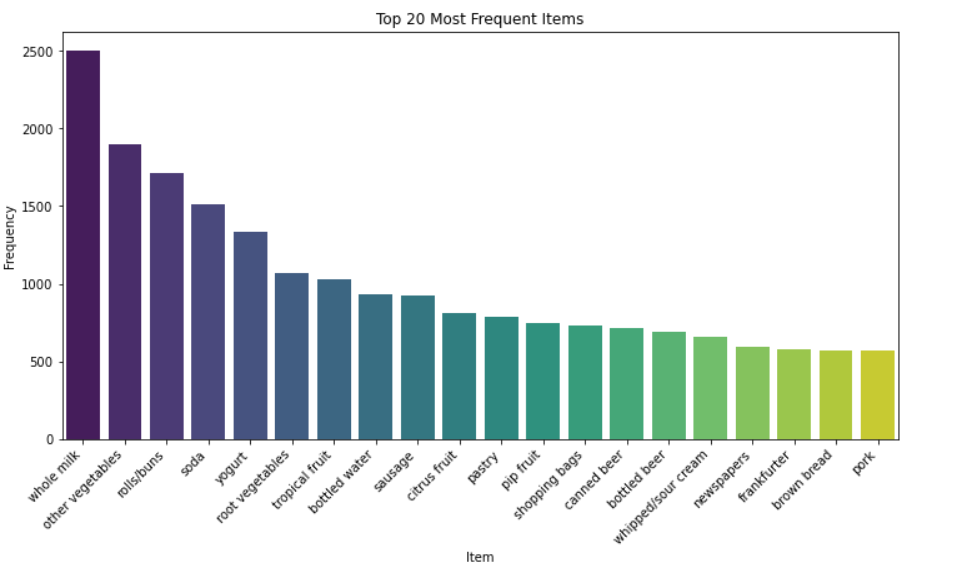 Top 20 Most Frequent Items
Frequency
2500
2000
1500
1000
500
0
whole milk
other vegetables
rolls/buns
soda
yogurt
root vegetables
tropical fruit
bottled water
sausage
citrus fruit
pastry
pip fruit
shopping bags
canned beer
bottled beer
whipped/sour cream
newspapers
frankfurter
brown bread
pork
Item